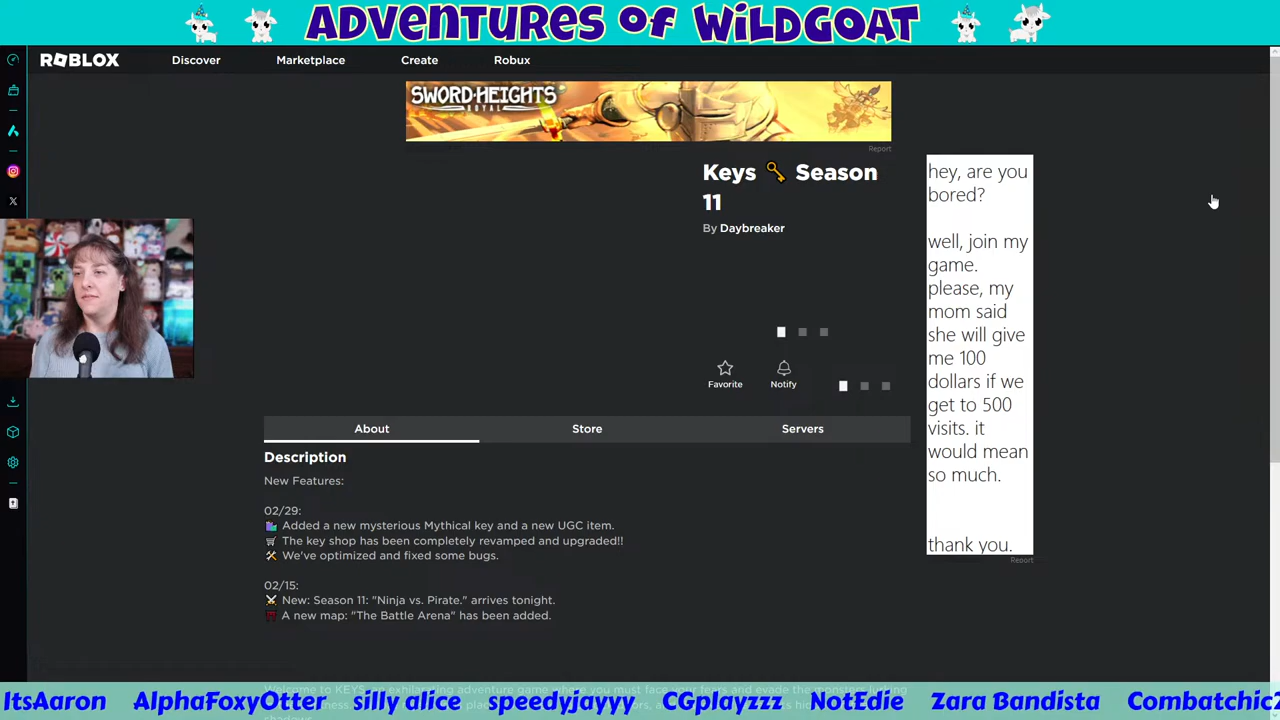 ADVENTURES OF WiLDGOAT
ROBLOX
Discover
Marketplace
Create
Robux
SWORD HEIGHTS
ROYAL
Report
Keys 🔑 Season
11
By Daybreaker
Favorite
Notify
hey, are you
bored?
well, join my
game.
please, my
mom said
she will give
me 100
dollars if we
get to 500
visits. it
would mean
so much.
thank you.
Report
About
Store
Servers
Description
New Features:
02/29:
Added a new mysterious Mythical key and a new UGC item.
🛒 The key shop has been completely revamped and upgraded!!
🛠 We've optimized and fixed some bugs.
02/15:
⚔ New: Season 11: "Ninja vs. Pirate." arrives tonight.
A new map: "The Battle Arena" has been added.
ItsAaron AlphaFoxyOtter silly alice speedyjayyy CGplayzzz NotEdie Zara Bandista Combatchic2